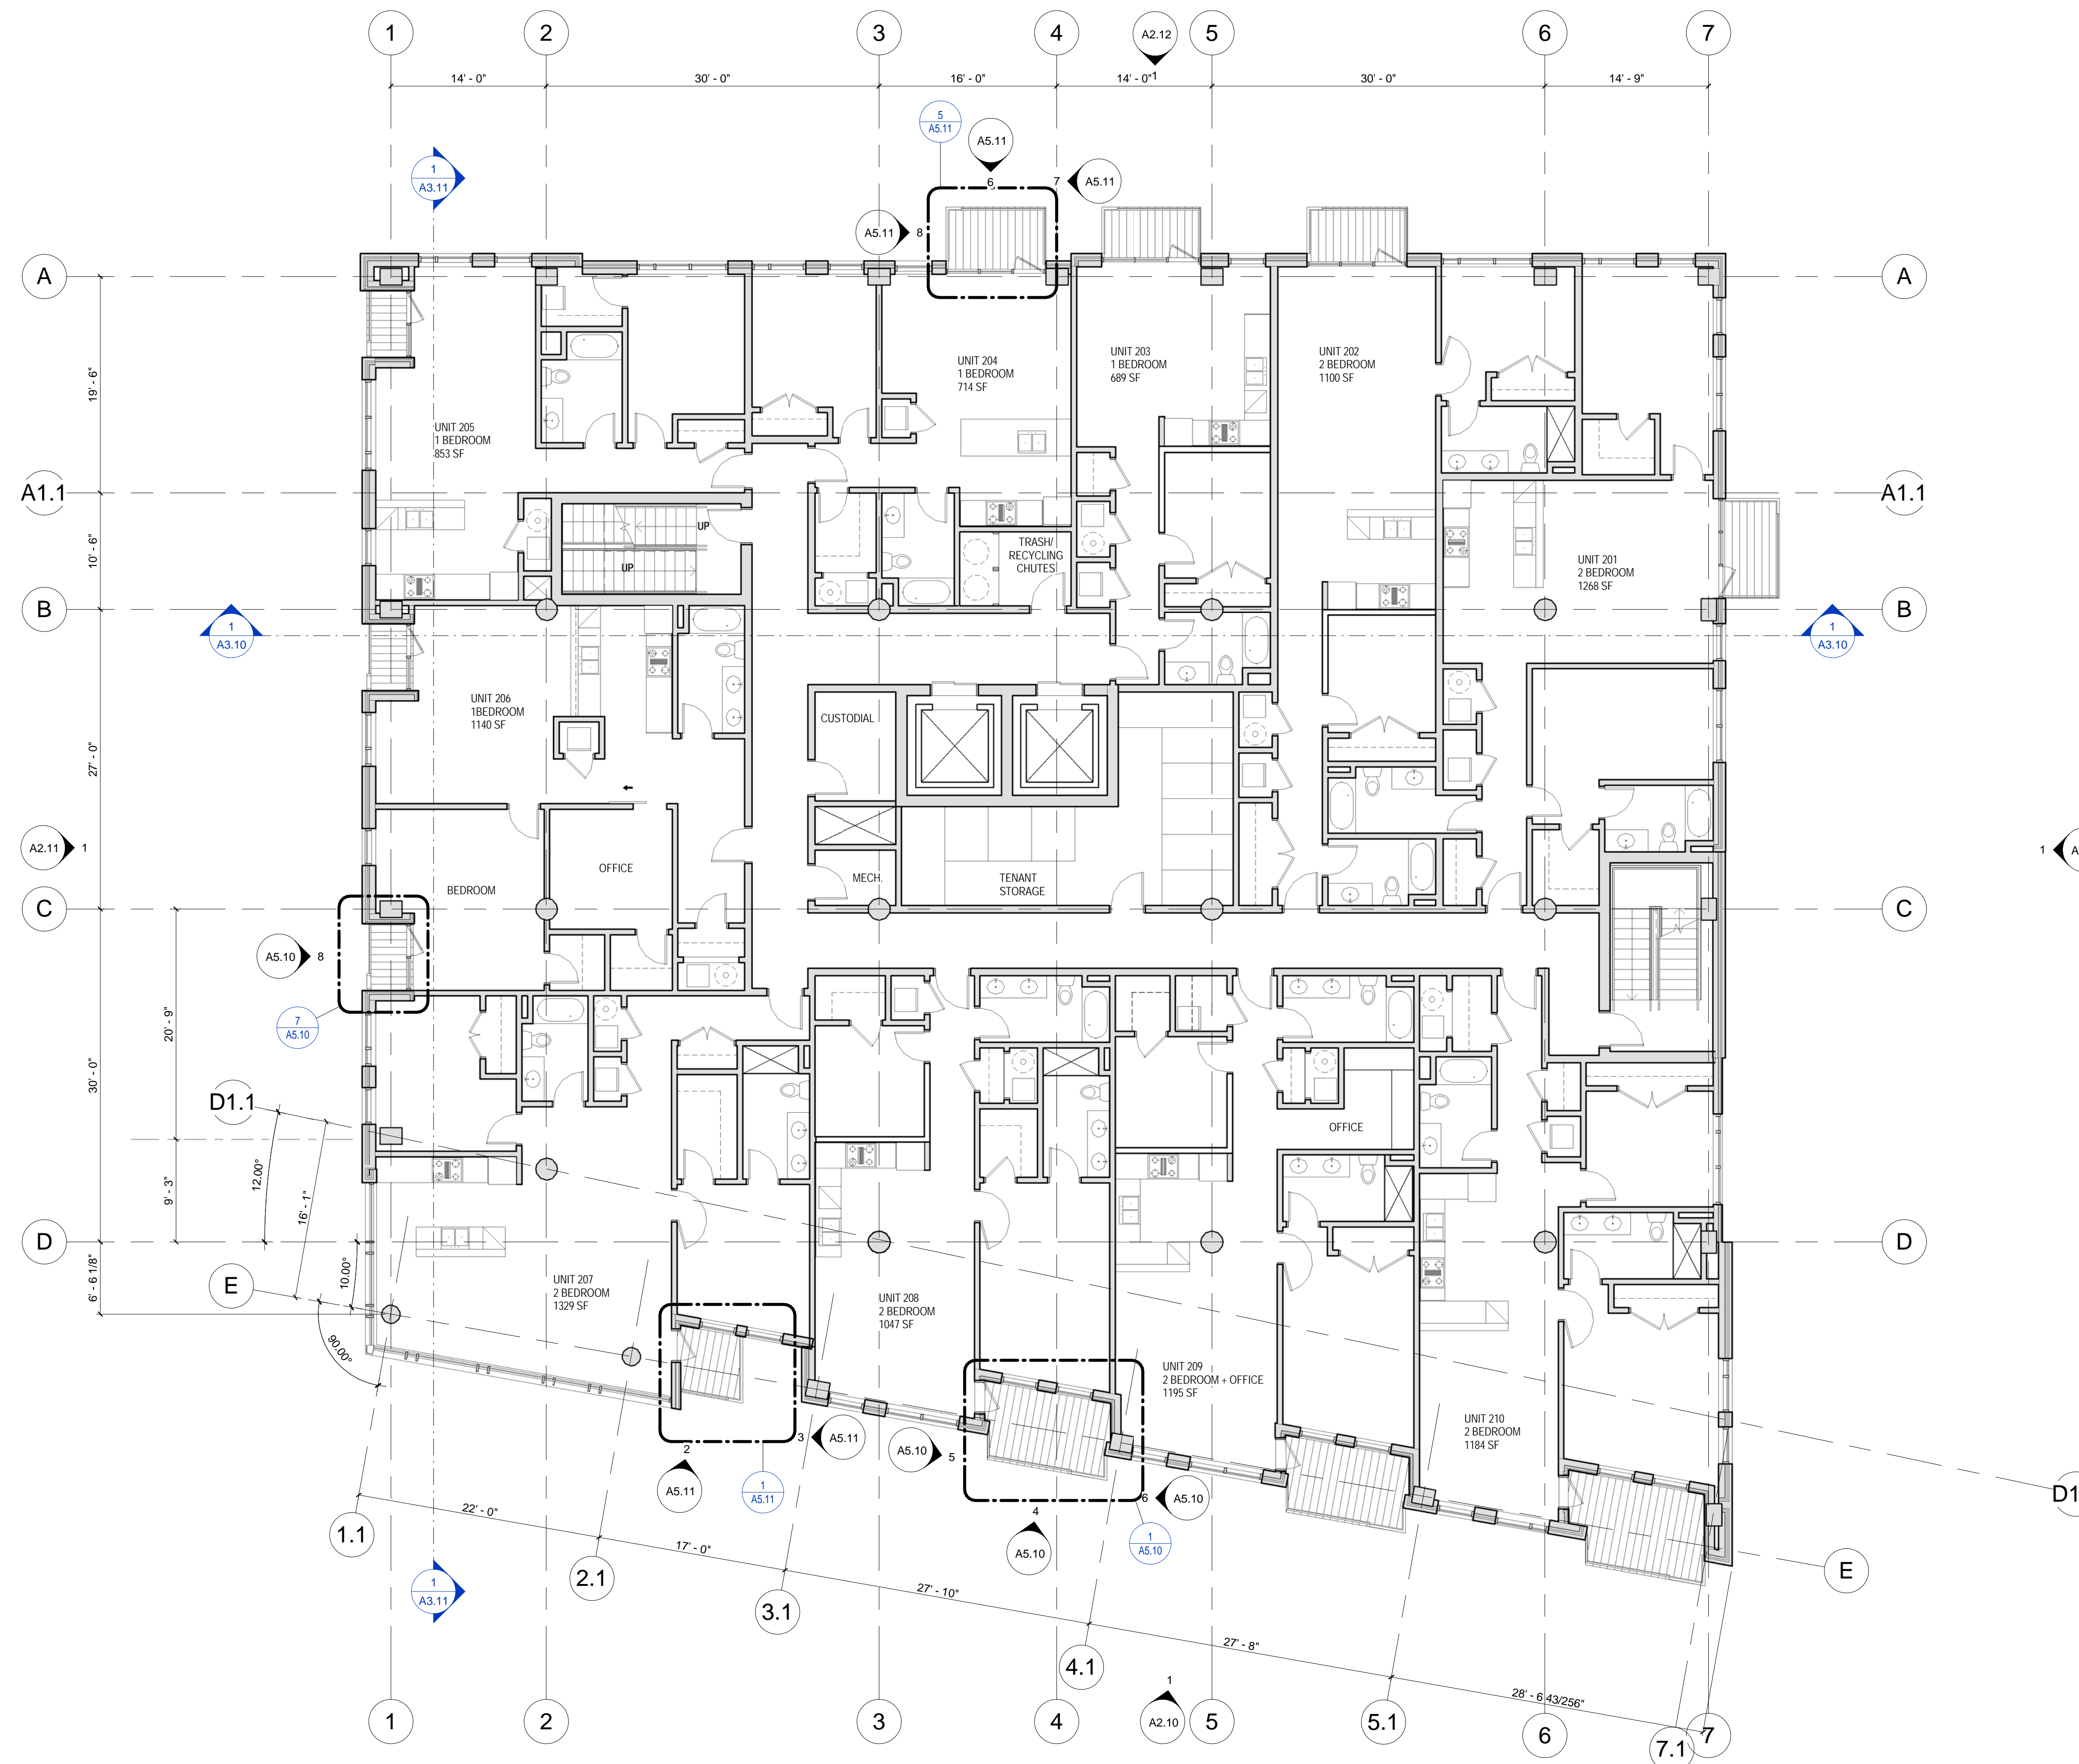 1
2
3
4
A2.12
1
5
6
7
14' - 0"
30' - 0"
16' - 0"
14' - 0"
30' - 0"
14' - 9"
5
A5.11
A5.11
6
7
A5.11
1
A3.11
A5.11
8
A
A
19' - 6"
UNIT 204
1 BEDROOM
714 SF
UNIT 203
1 BEDROOM
689 SF
UNIT 202
2 BEDROOM
1100 SF
UNIT 205
1 BEDROOM
853 SF
A1.1
A1.1
UP
UP
10' - 6"
TRASH/
RECYCLING
CHUTES
UNIT 201
2 BEDROOM
1268 SF
B
B
1
A3.10
1
A3.10
UNIT 206
1BEDROOM
1140 SF
CUSTODIAL
27' - 0"
A2.11
1
1
A
BEDROOM
OFFICE
MECH.
TENANT
STORAGE
C
C
A5.10
8
7
A5.10
20' - 9"
30' - 0"
D1.1
OFFICE
12.00°
16' - 1"
9' - 3"
D
D
6' - 6 1/8"
E
10.00°
90.00°
UNIT 207
2 BEDROOM
1329 SF
UNIT 208
2 BEDROOM
1047 SF
UNIT 209
2 BEDROOM + OFFICE
1195 SF
UNIT 210
2 BEDROOM
1184 SF
2
A5.11
3
A5.11
1
A5.11
A5.10
5
4
A5.10
6
A5.10
1
A5.10
D1
E
1.1
22' - 0"
2.1
17' - 0"
3.1
27' - 10"
4.1
27' - 8"
5.1
28' - 6 43/256"
7.1
1
A3.11
1
A2.10
1
2
3
4
5
6
7